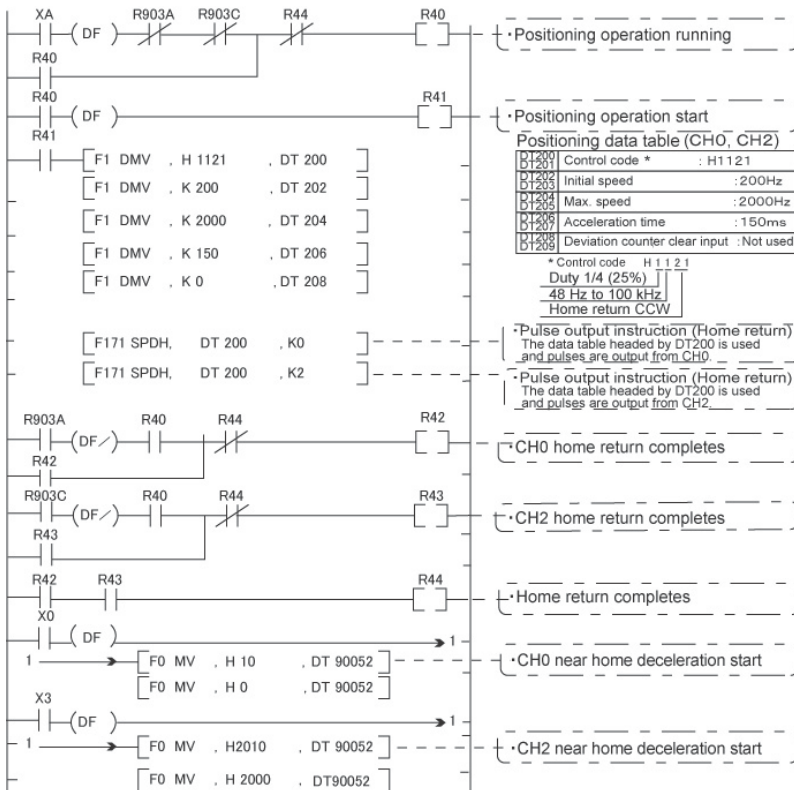 XA R903A R903C R44 R40
( DF )
·Positioning operation running
R40
R40 R41
( DF )
·Positioning operation start
R41
Positioning data table (CH0, CH2)
F1 DMV , H 1121 , DT 200
DT200 DT201 Control code * : H1121
F1 DMV , K 200 , DT 202
DT202 DT203 Initial speed : 200Hz
F1 DMV , K 2000 , DT 204
DT204 DT205 Max. speed : 2000Hz
F1 DMV , K 150 , DT 206
DT206 DT207 Acceleration time : 150ms
F1 DMV , K 0 , DT 208
DT208 DT209 Deviation counter clear input : Not used
* Control code H 1 1 2 1
Duty 1/4 (25%)
48 Hz to 100 kHz
Home return CCW
F171 SPDH, DT 200 , K0
·Pulse output instruction (Home return)
The data table headed by DT200 is used
and pulses are output from CH0.
F171 SPDH, DT 200 , K2
·Pulse output instruction (Home return)
The data table headed by DT200 is used
and pulses are output from CH2.
R903A R40 R44 R42
(DF/)
·CH0 home return completes
R42
R903C R40 R44 R43
(DF/)
·CH2 home return completes
R43
R42 R43 R44
·Home return completes
X0
( DF ) 1
1 F0 MV , H 10 , DT 90052
·CH0 near home deceleration start
F0 MV , H 0 , DT 90052
X3
(DF ) 1
1 F0 MV , H2010 , DT 90052
·CH2 near home deceleration start
F0 MV , H 2000 , DT90052